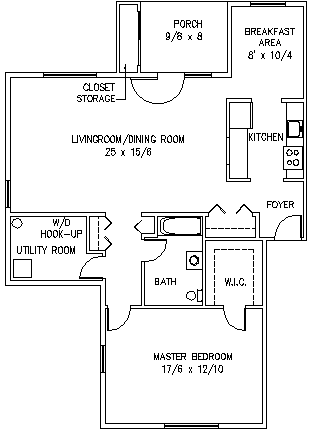 PORCH
9/6 x 8
BREAKFAST
AREA
8' x 10/4
CLOSET
STORAGE
LIVINGROOM/DINING ROOM
25 x 15/6
KITCHEN
FOYER
W/D
HOOK-UP
UTILITY ROOM
BATH
W.I.C.
MASTER BEDROOM
17/6 x 12/10